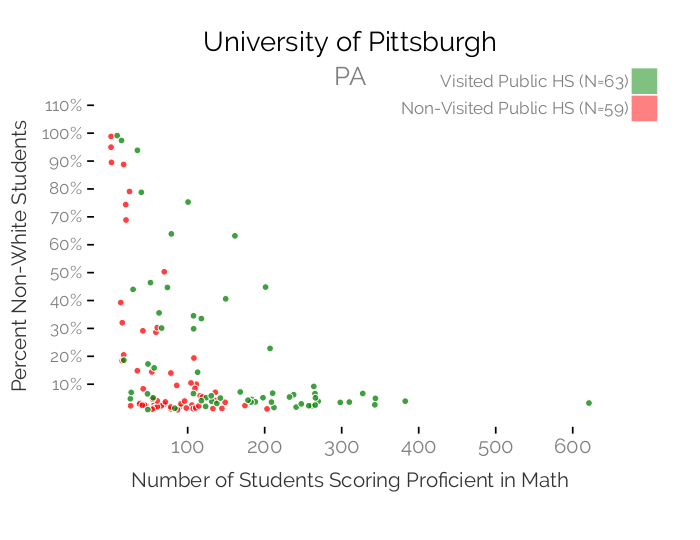 University of Pittsburgh
PA
Visited Public HS (N=63)
Non-Visited Public HS (N=59)
Percent Non-White Students
110%
100%
90%
80%
70%
60%
50%
40%
30%
20%
10%
100 200 300 400 500 600
Number of Students Scoring Proficient in Math